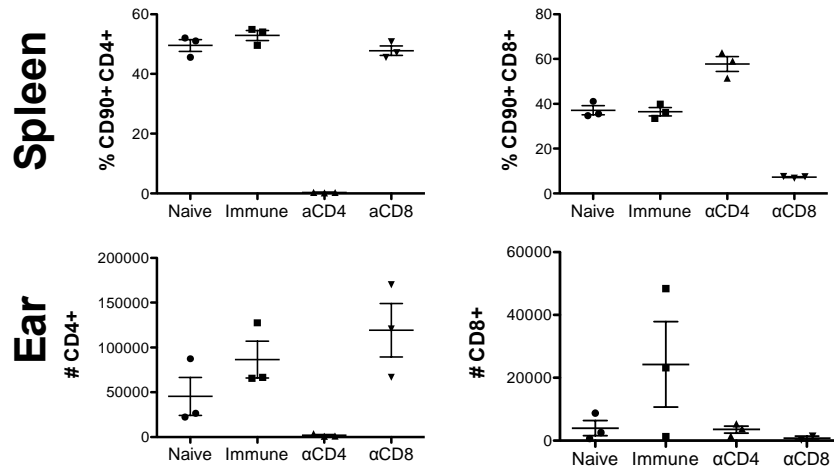 Spleen
% CD90+ CD4+
60
40
20
0
Naive Immune aCD4 aCD8
% CD90+ CD8+
80
60
40
20
0
Naive Immune αCD4 αCD8
Ear
# CD4+
200000
150000
100000
50000
0
Naive Immune αCD4 αCD8
# CD8+
60000
40000
20000
0
Naive Immune αCD4 αCD8